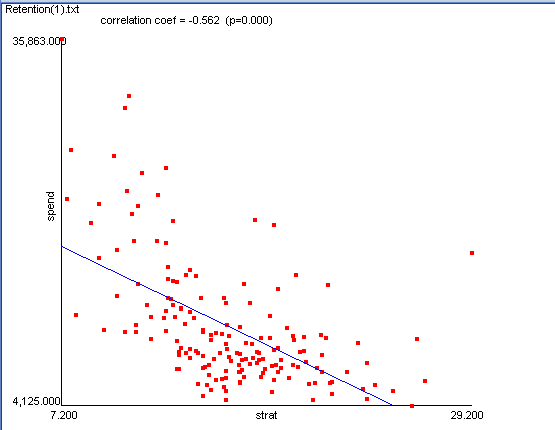 Retention(1).txt
correlation coef = -0.562 (p=0.000)
35,863.000
spend
4,125.000
7.200
strat
29.200